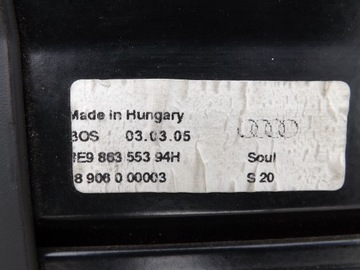 Made in Hungary
BOS 03.03.05
8E9 863 553 94H Soul
8 906 0 00003 S 20